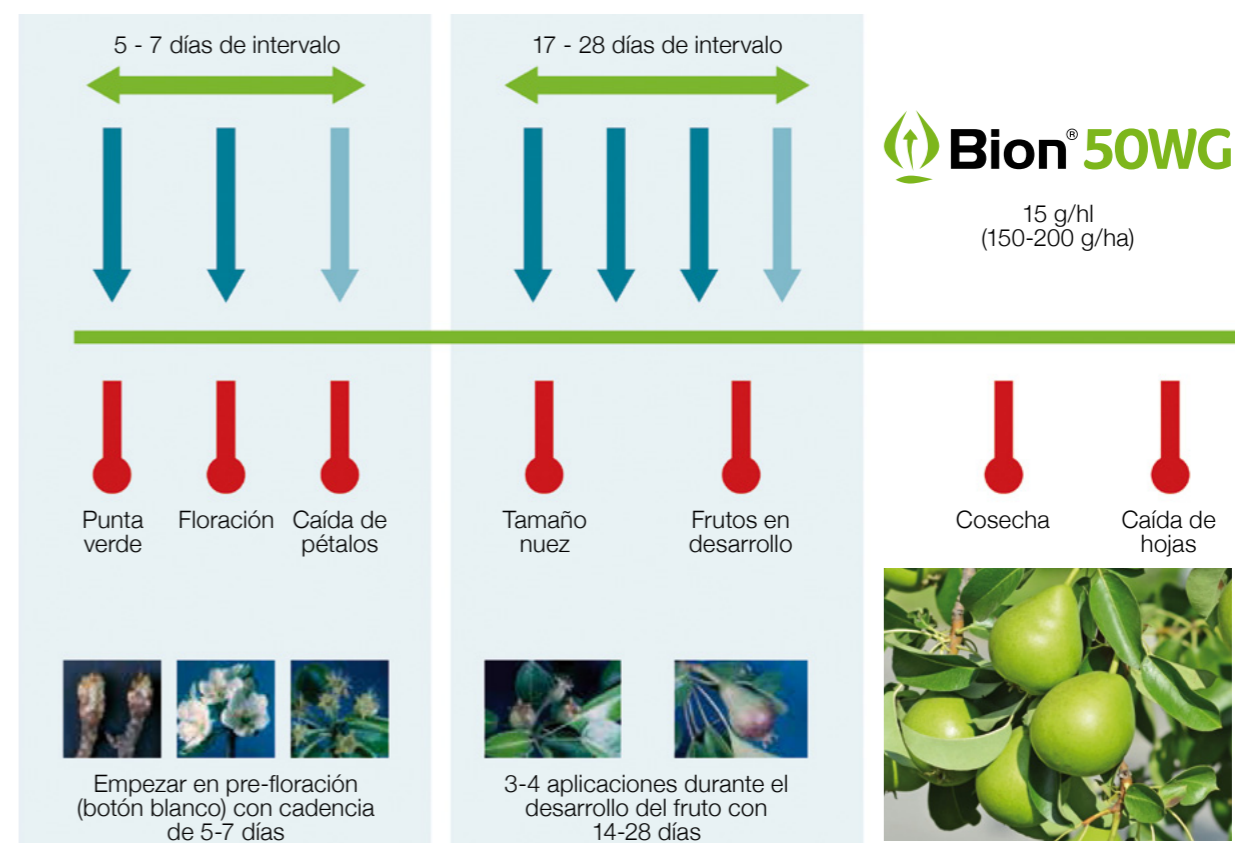 5 - 7 días de intervalo
17 - 28 días de intervalo
Bion® 50WG
15 g/hl
(150-200 g/ha)
Punta
verde
Floración
Caída de
pétalos
Tamaño
nuez
Frutos en
desarrollo
Cosecha
Caída de
hojas
Empezar en pre-floración
(botón blanco) con cadencia
de 5-7 días
3-4 aplicaciones durante el
desarrollo del fruto con
14-28 días